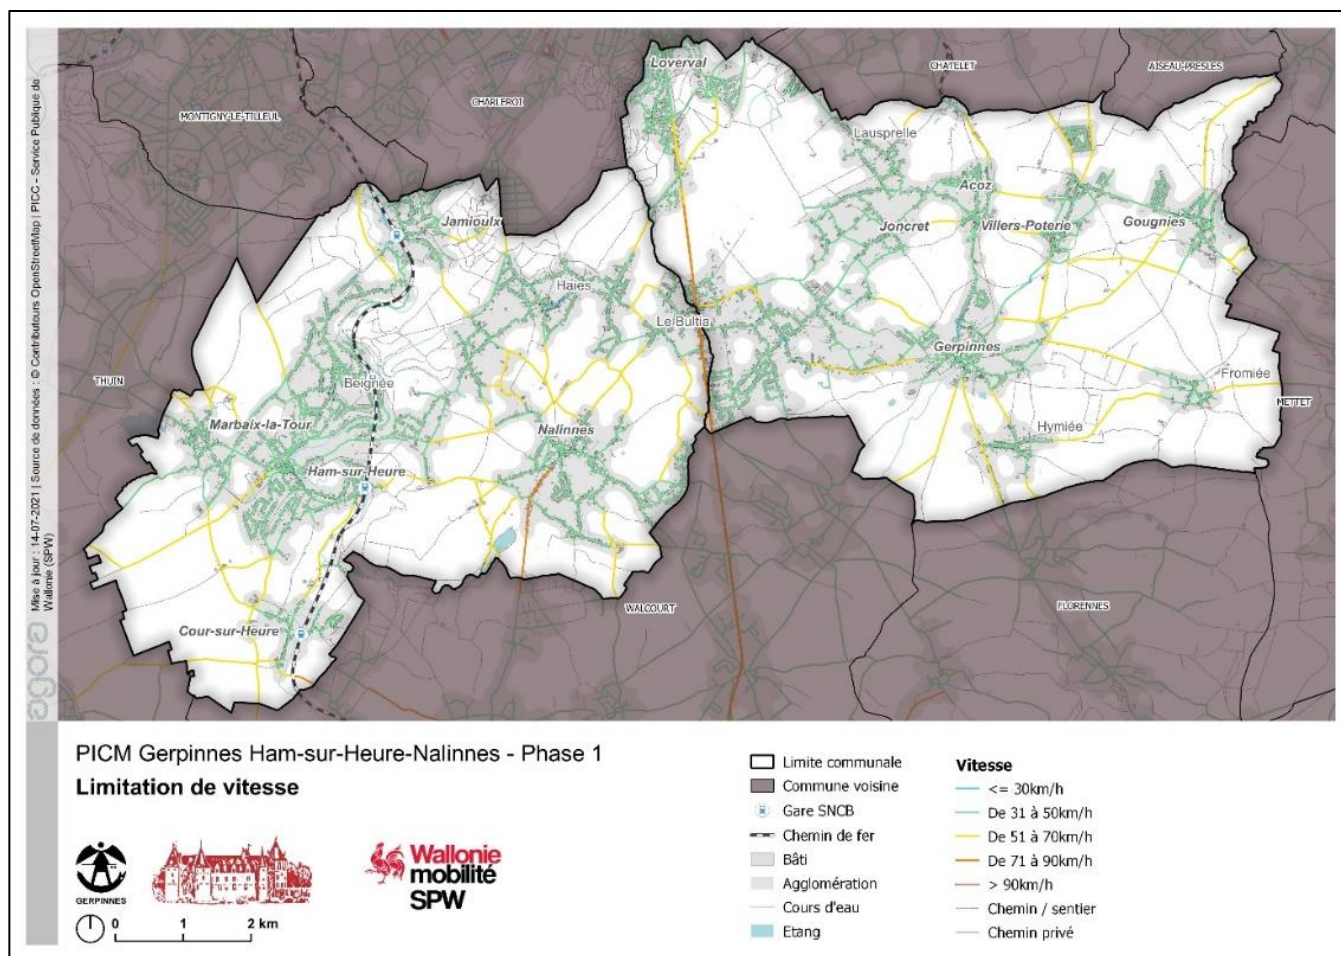 Mise à jour : 14-07-2021 | Source de données : © Contributeurs OpenStreetMap | PICC - Service Publique de
Wallonie (SPW)
agora
Loverval
CHATELET
AISEAU-PRESLES
CHARLEROI
MONTIGNY-LE-TILLEUL
Lausprelle
Acoz
Jamioulx
Joncret
Villers-Poterie
Gougnies
Haies
Le Bultia
Gerpinnes
THUIN
Beignée
Fromiée
METTET
Marbaix-la-Tour
Nalinnes
Hymiée
Ham-sur-Heure
WALCOURT
FLORENNES
Cour-sur-Heure
PICM Gerpinnes Ham-sur-Heure-Nalinnes - Phase 1
Limitation de vitesse
GERPINNES
Wallonie
mobilité
SPW
0 1 2 km
Limite communale
Commune voisine
Gare SNCB
Chemin de fer
Bâti
Agglomération
Cours d'eau
Etang
Vitesse
<= 30km/h
De 31 à 50km/h
De 51 à 70km/h
De 71 à 90km/h
> 90km/h
Chemin / sentier
Chemin privé